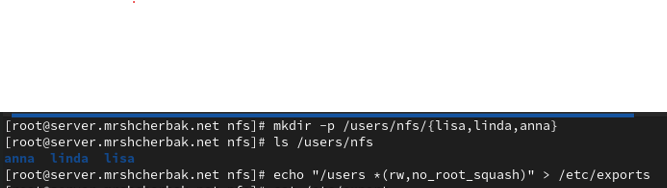 [root@server.mrshcherbak.net nfs]# mkdir -p /users/nfs/{lisa,linda,anna}
[root@server.mrshcherbak.net nfs]# ls /users/nfs
anna  linda  lisa
[root@server.mrshcherbak.net nfs]# echo "/users *(rw,no_root_squash)" > /etc/exports